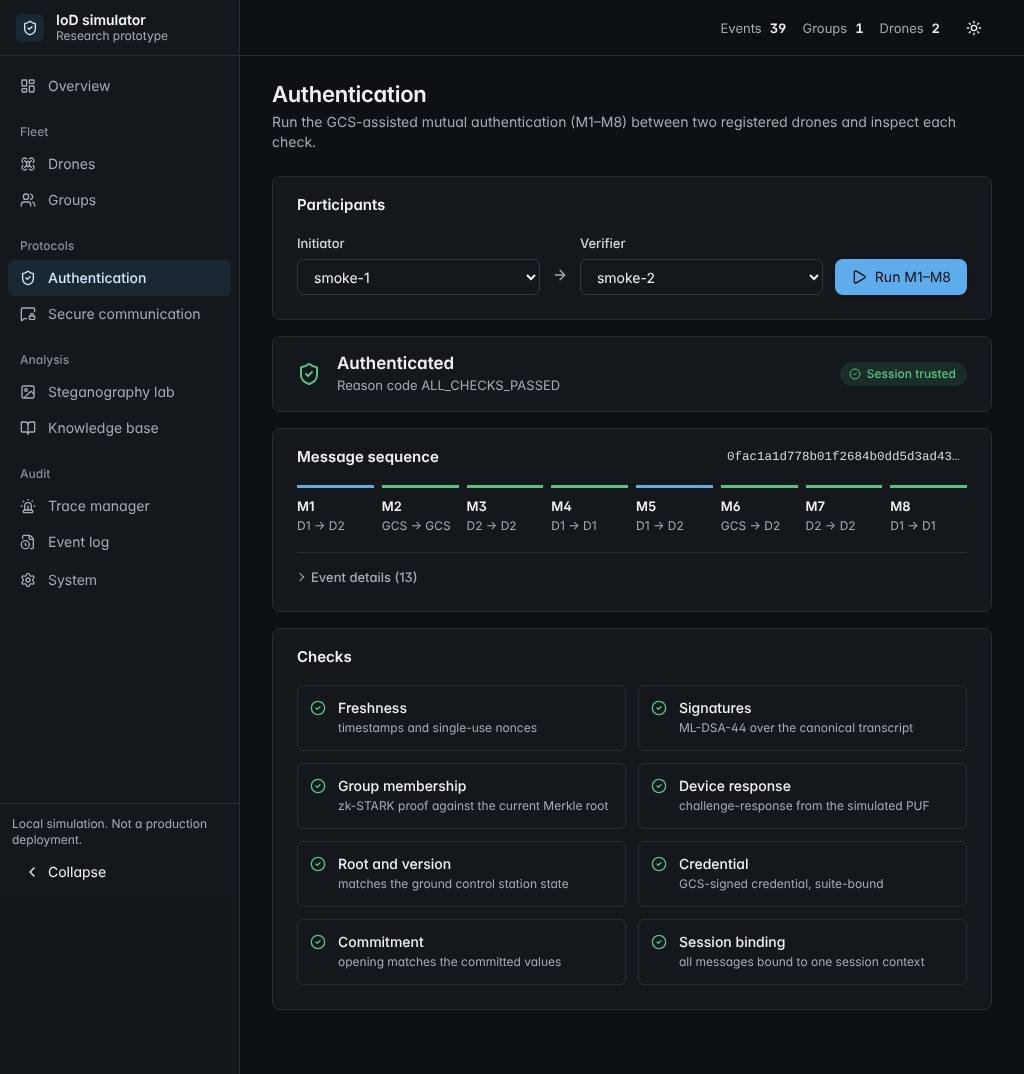 IoD simulator
Research prototype
Events 39 Groups 1 Drones 2
Overview
Fleet
Drones
Groups
Protocols
Authentication
Secure communication
Analysis
Steganography lab
Knowledge base
Audit
Trace manager
Event log
System
Local simulation. Not a production
deployment.
Collapse
Authentication
Run the GCS-assisted mutual authentication (M1–M8) between two registered drones and inspect each
check.
Participants
Initiator
Verifier
smoke-1 → smoke-2 Run M1–M8
Authenticated
Reason code ALL_CHECKS_PASSED
Session trusted
Message sequence 0fac1a1d778b01f2684b0dd5d3ad43…
M1 M2 M3 M4 M5 M6 M7 M8
D1 → D2 GCS → GCS D2 → D2 D1 → D1 D1 → D2 GCS → D2 D2 → D2 D1 → D1
Event details (13)
Checks
Freshness
timestamps and single-use nonces
Signatures
ML-DSA-44 over the canonical transcript
Group membership
zk-STARK proof against the current Merkle root
Device response
challenge-response from the simulated PUF
Root and version
matches the ground control station state
Credential
GCS-signed credential, suite-bound
Commitment
opening matches the committed values
Session binding
all messages bound to one session context